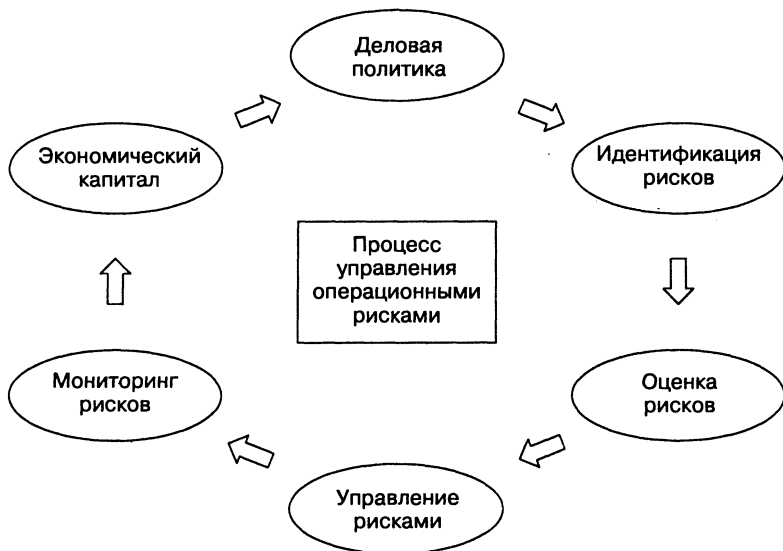 Деловая
политика
Экономический
капитал
Идентификация
рисков
Процесс
управления
операционными
рисками
Мониторинг
рисков
Оценка
рисков
Управление
рисками